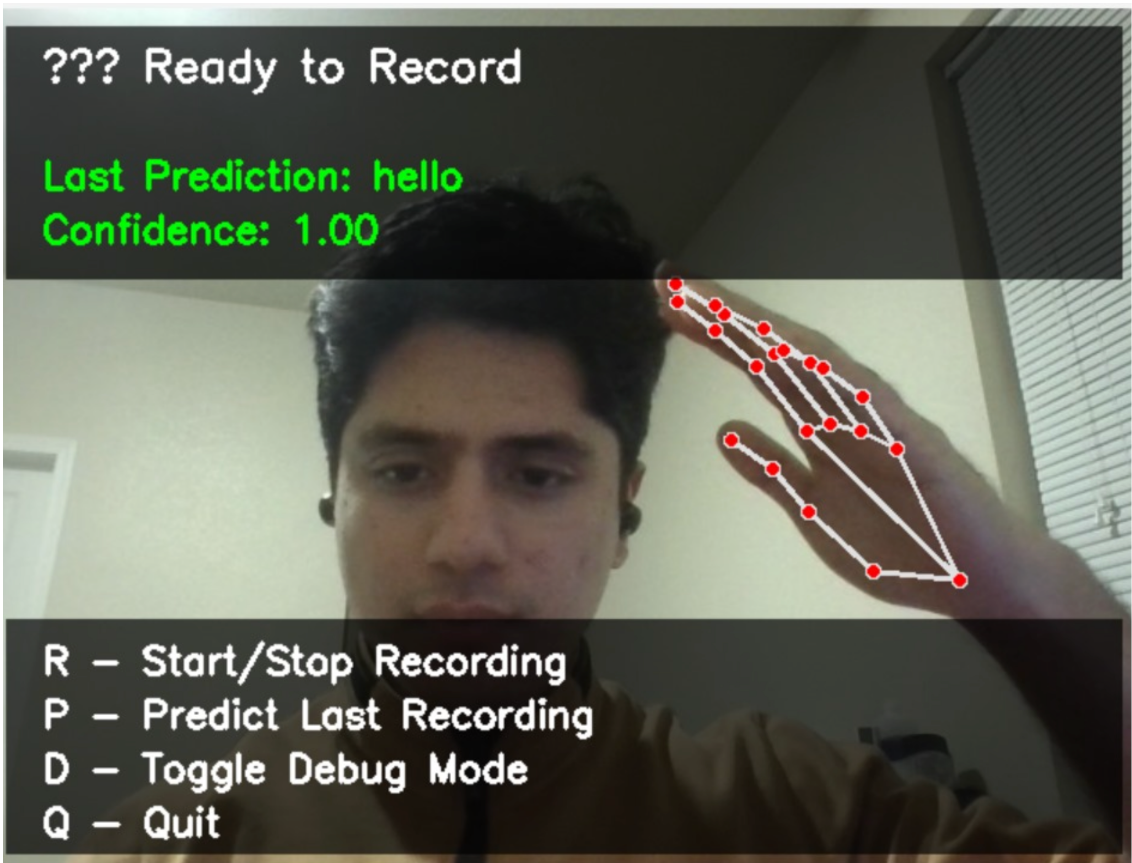 ??? Ready to Record
Last Prediction: hello
Confidence: 1.00
R - Start/Stop Recording
P - Predict Last Recording
D - Toggle Debug Mode
Q - Quit